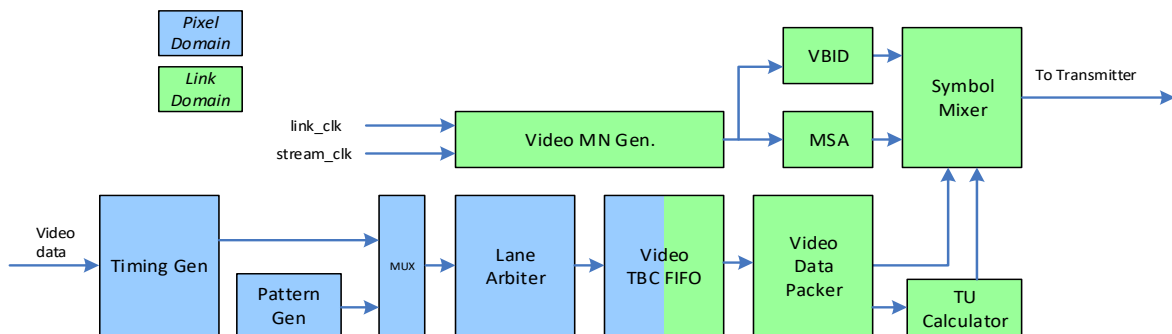 Pixel
Domain
Link
Domain
VBID
Symbol
Mixer
To Transmitter
link_clk
stream_clk
Video MN Gen.
MSA
Video
data
Timing Gen
Pattern
Gen
MUX
Lane
Arbiter
Video
TBC FIFO
Video
Data
Packer
TU
Calculator